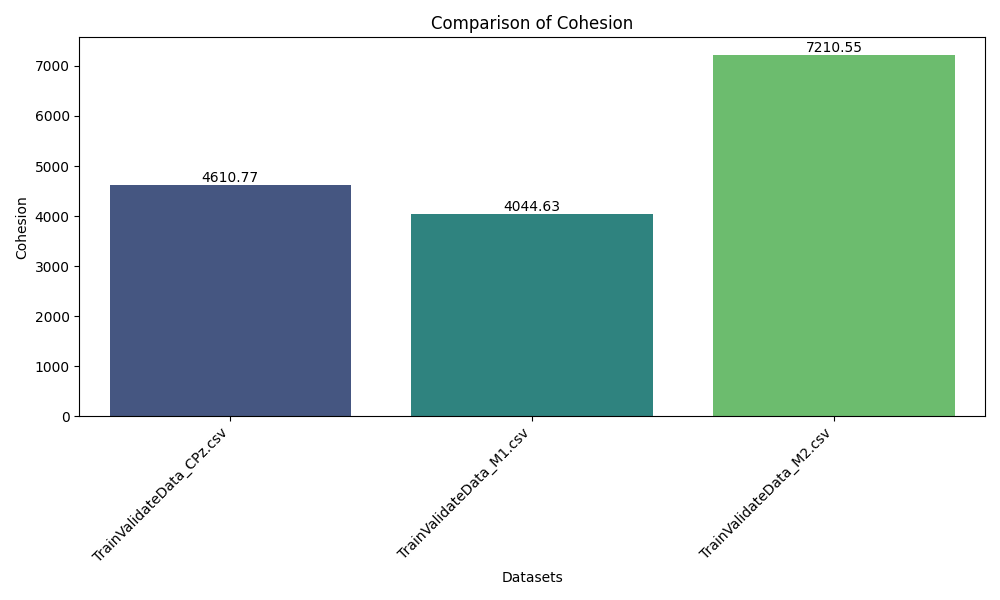 Comparison of Cohesion
7210.55
4610.77
4044.63
Cohesion
7000
6000
5000
4000
3000
2000
1000
0
TrainValidateData_CPz.csv
TrainValidateData_M1.csv
TrainValidateData_M2.csv
Datasets